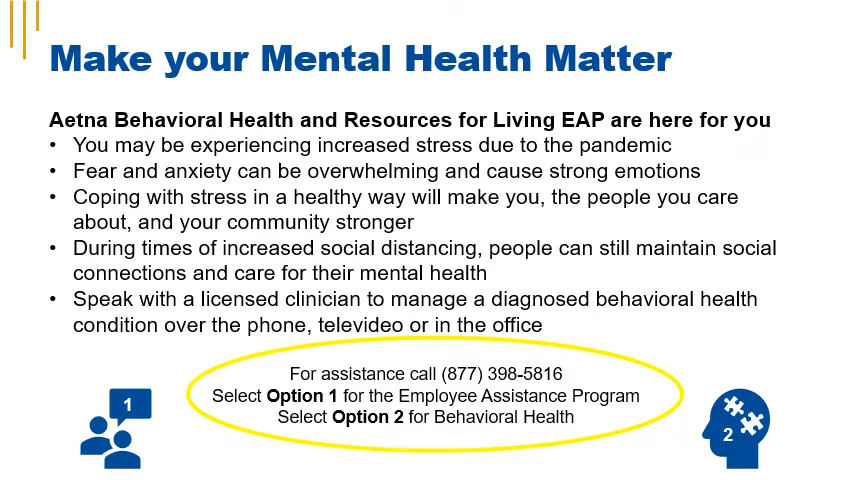 Make your Mental Health Matter
Aetna Behavioral Health and Resources for Living EAP are here for you
• You may be experiencing increased stress due to the pandemic
• Fear and anxiety can be overwhelming and cause strong emotions
• Coping with stress in a healthy way will make you, the people you care
about, and your community stronger
• During times of increased social distancing, people can still maintain social
connections and care for their mental health
• Speak with a licensed clinician to manage a diagnosed behavioral health
condition over the phone, televideo or in the office
For assistance call (877) 398-5816
Select Option 1 for the Employee Assistance Program
Select Option 2 for Behavioral Health
1
2